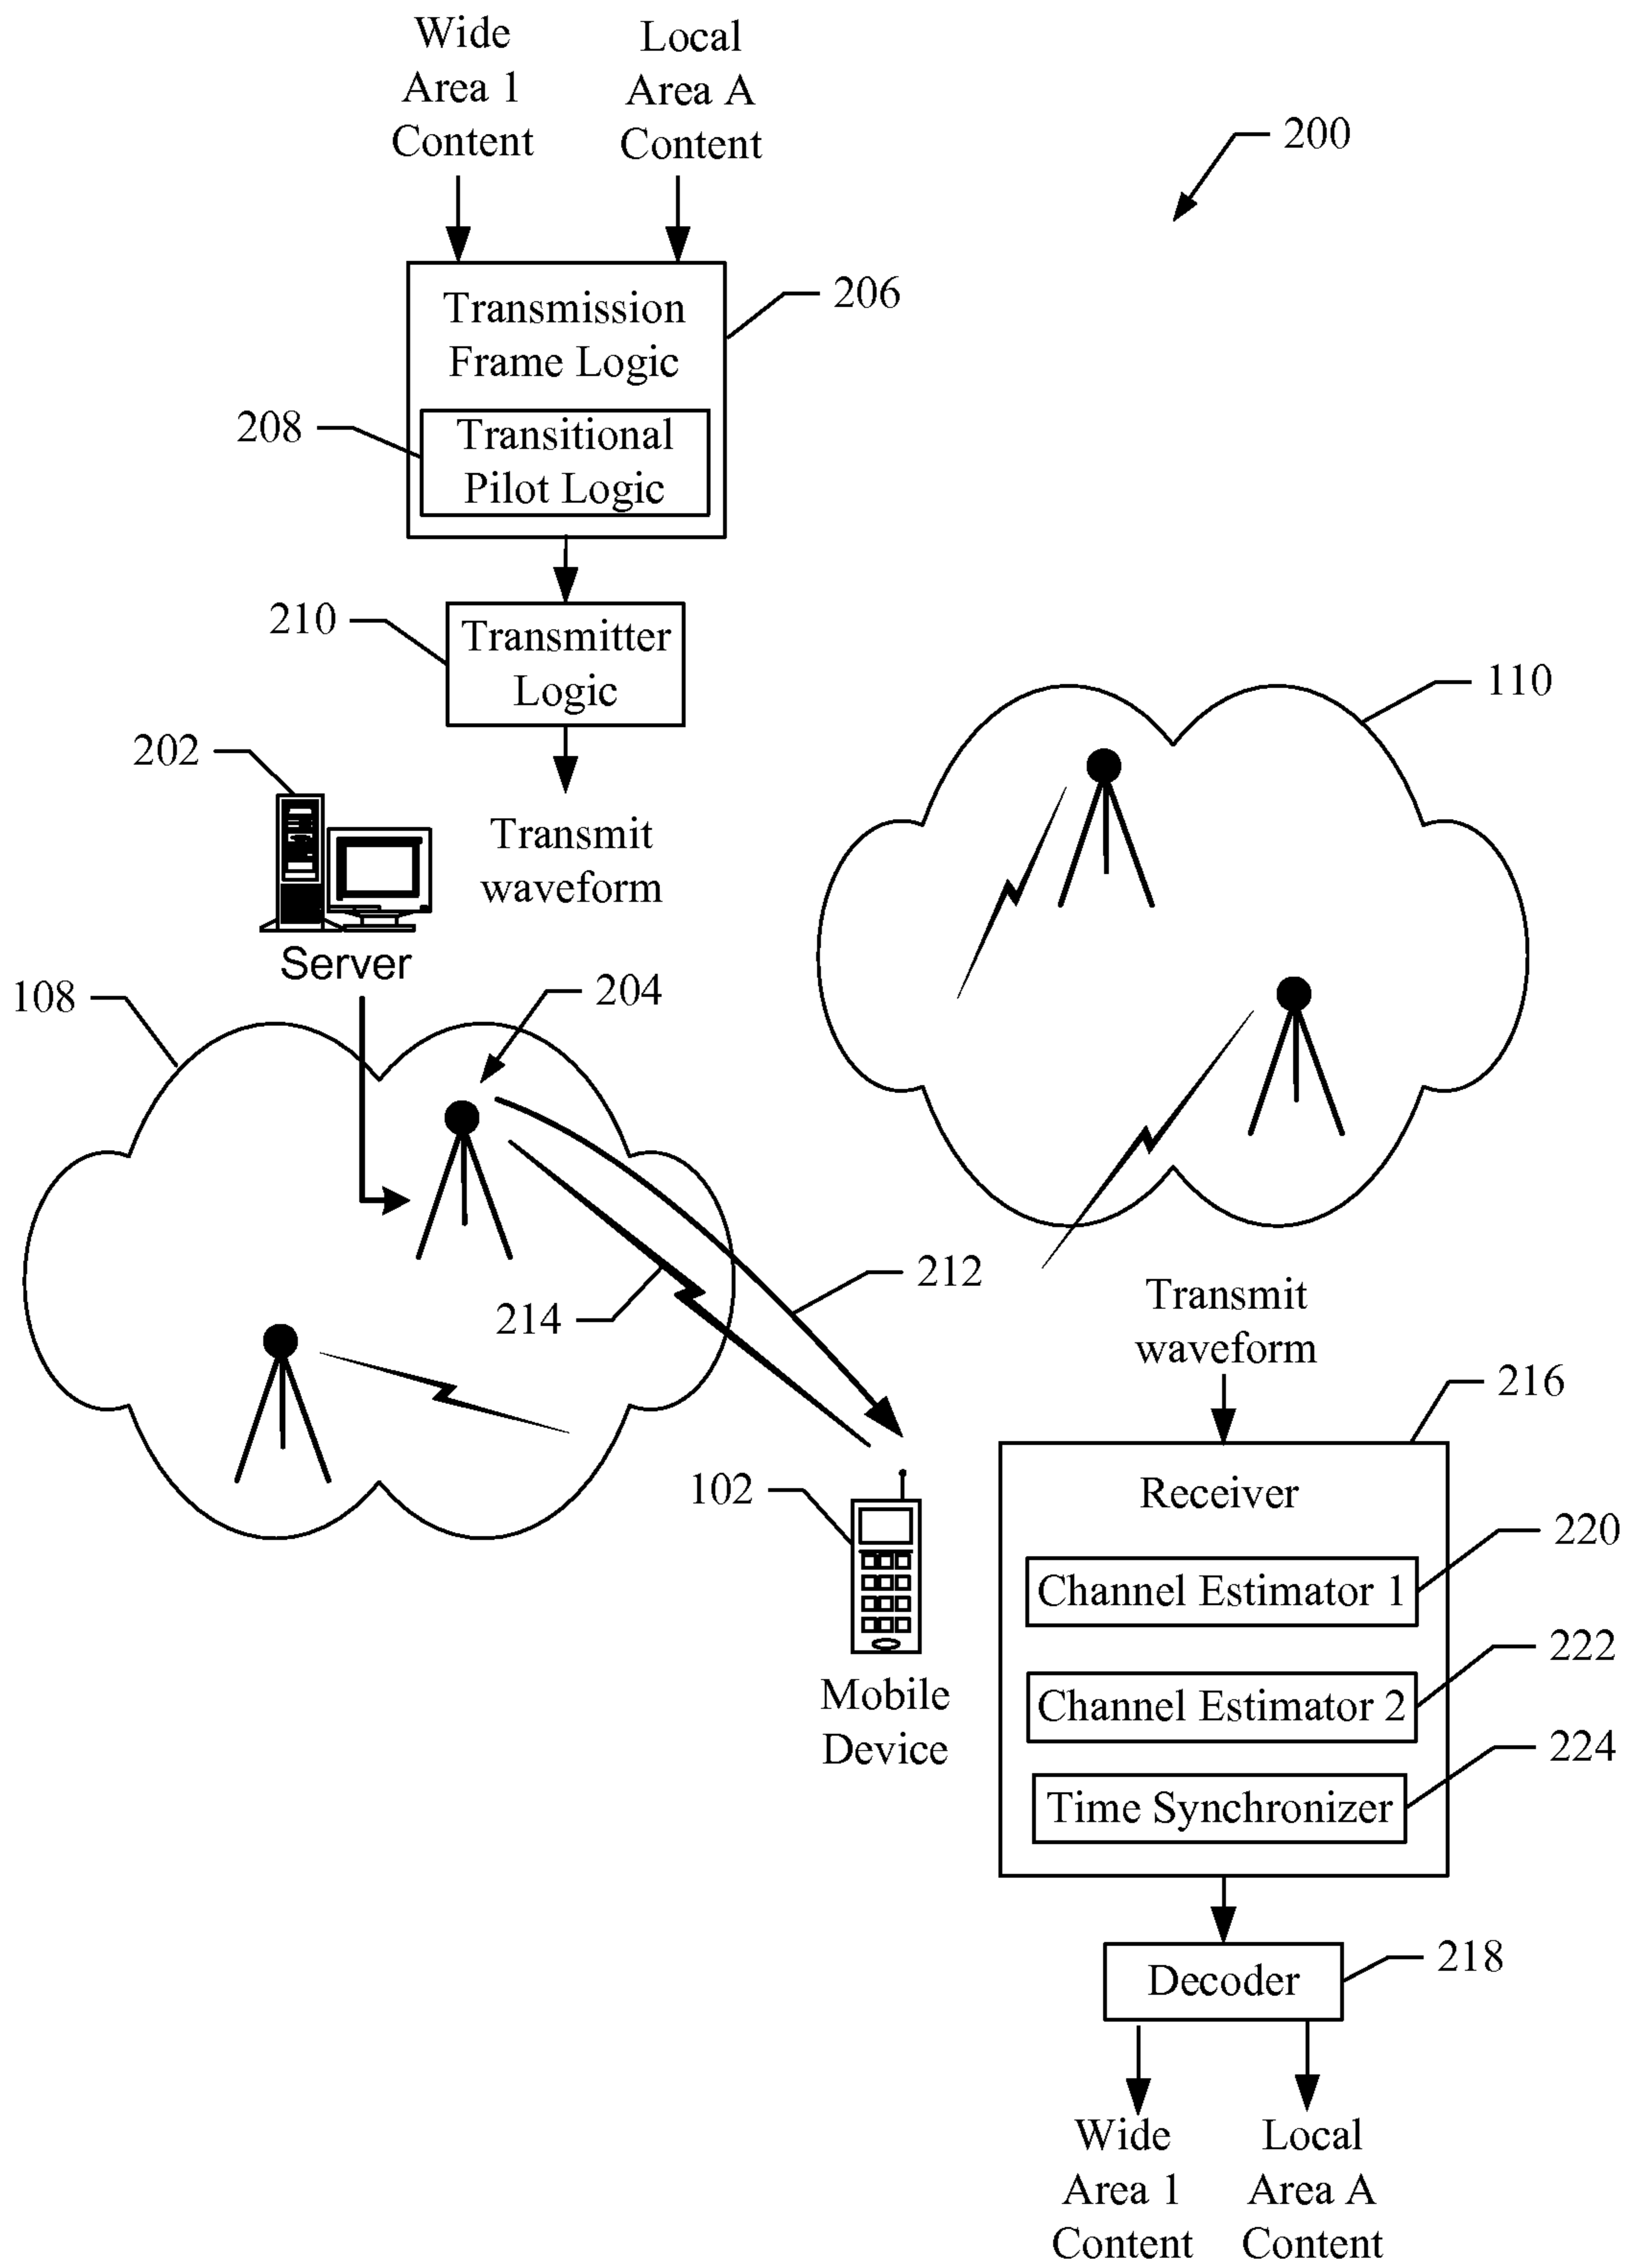 Wide
Area 1
Content
Local
Area A
Content
200
206
Transmission
Frame Logic
208
Transitional
Pilot Logic
210
Transmitter
Logic
110
202
Transmit
waveform
Server
108
204
212
214
Transmit
waveform
216
Receiver
102
220
Channel Estimator 1
222
Channel Estimator 2
Mobile
Device
224
Time Synchronizer
218
Decoder
Wide
Area 1
Content
Local
Area A
Content